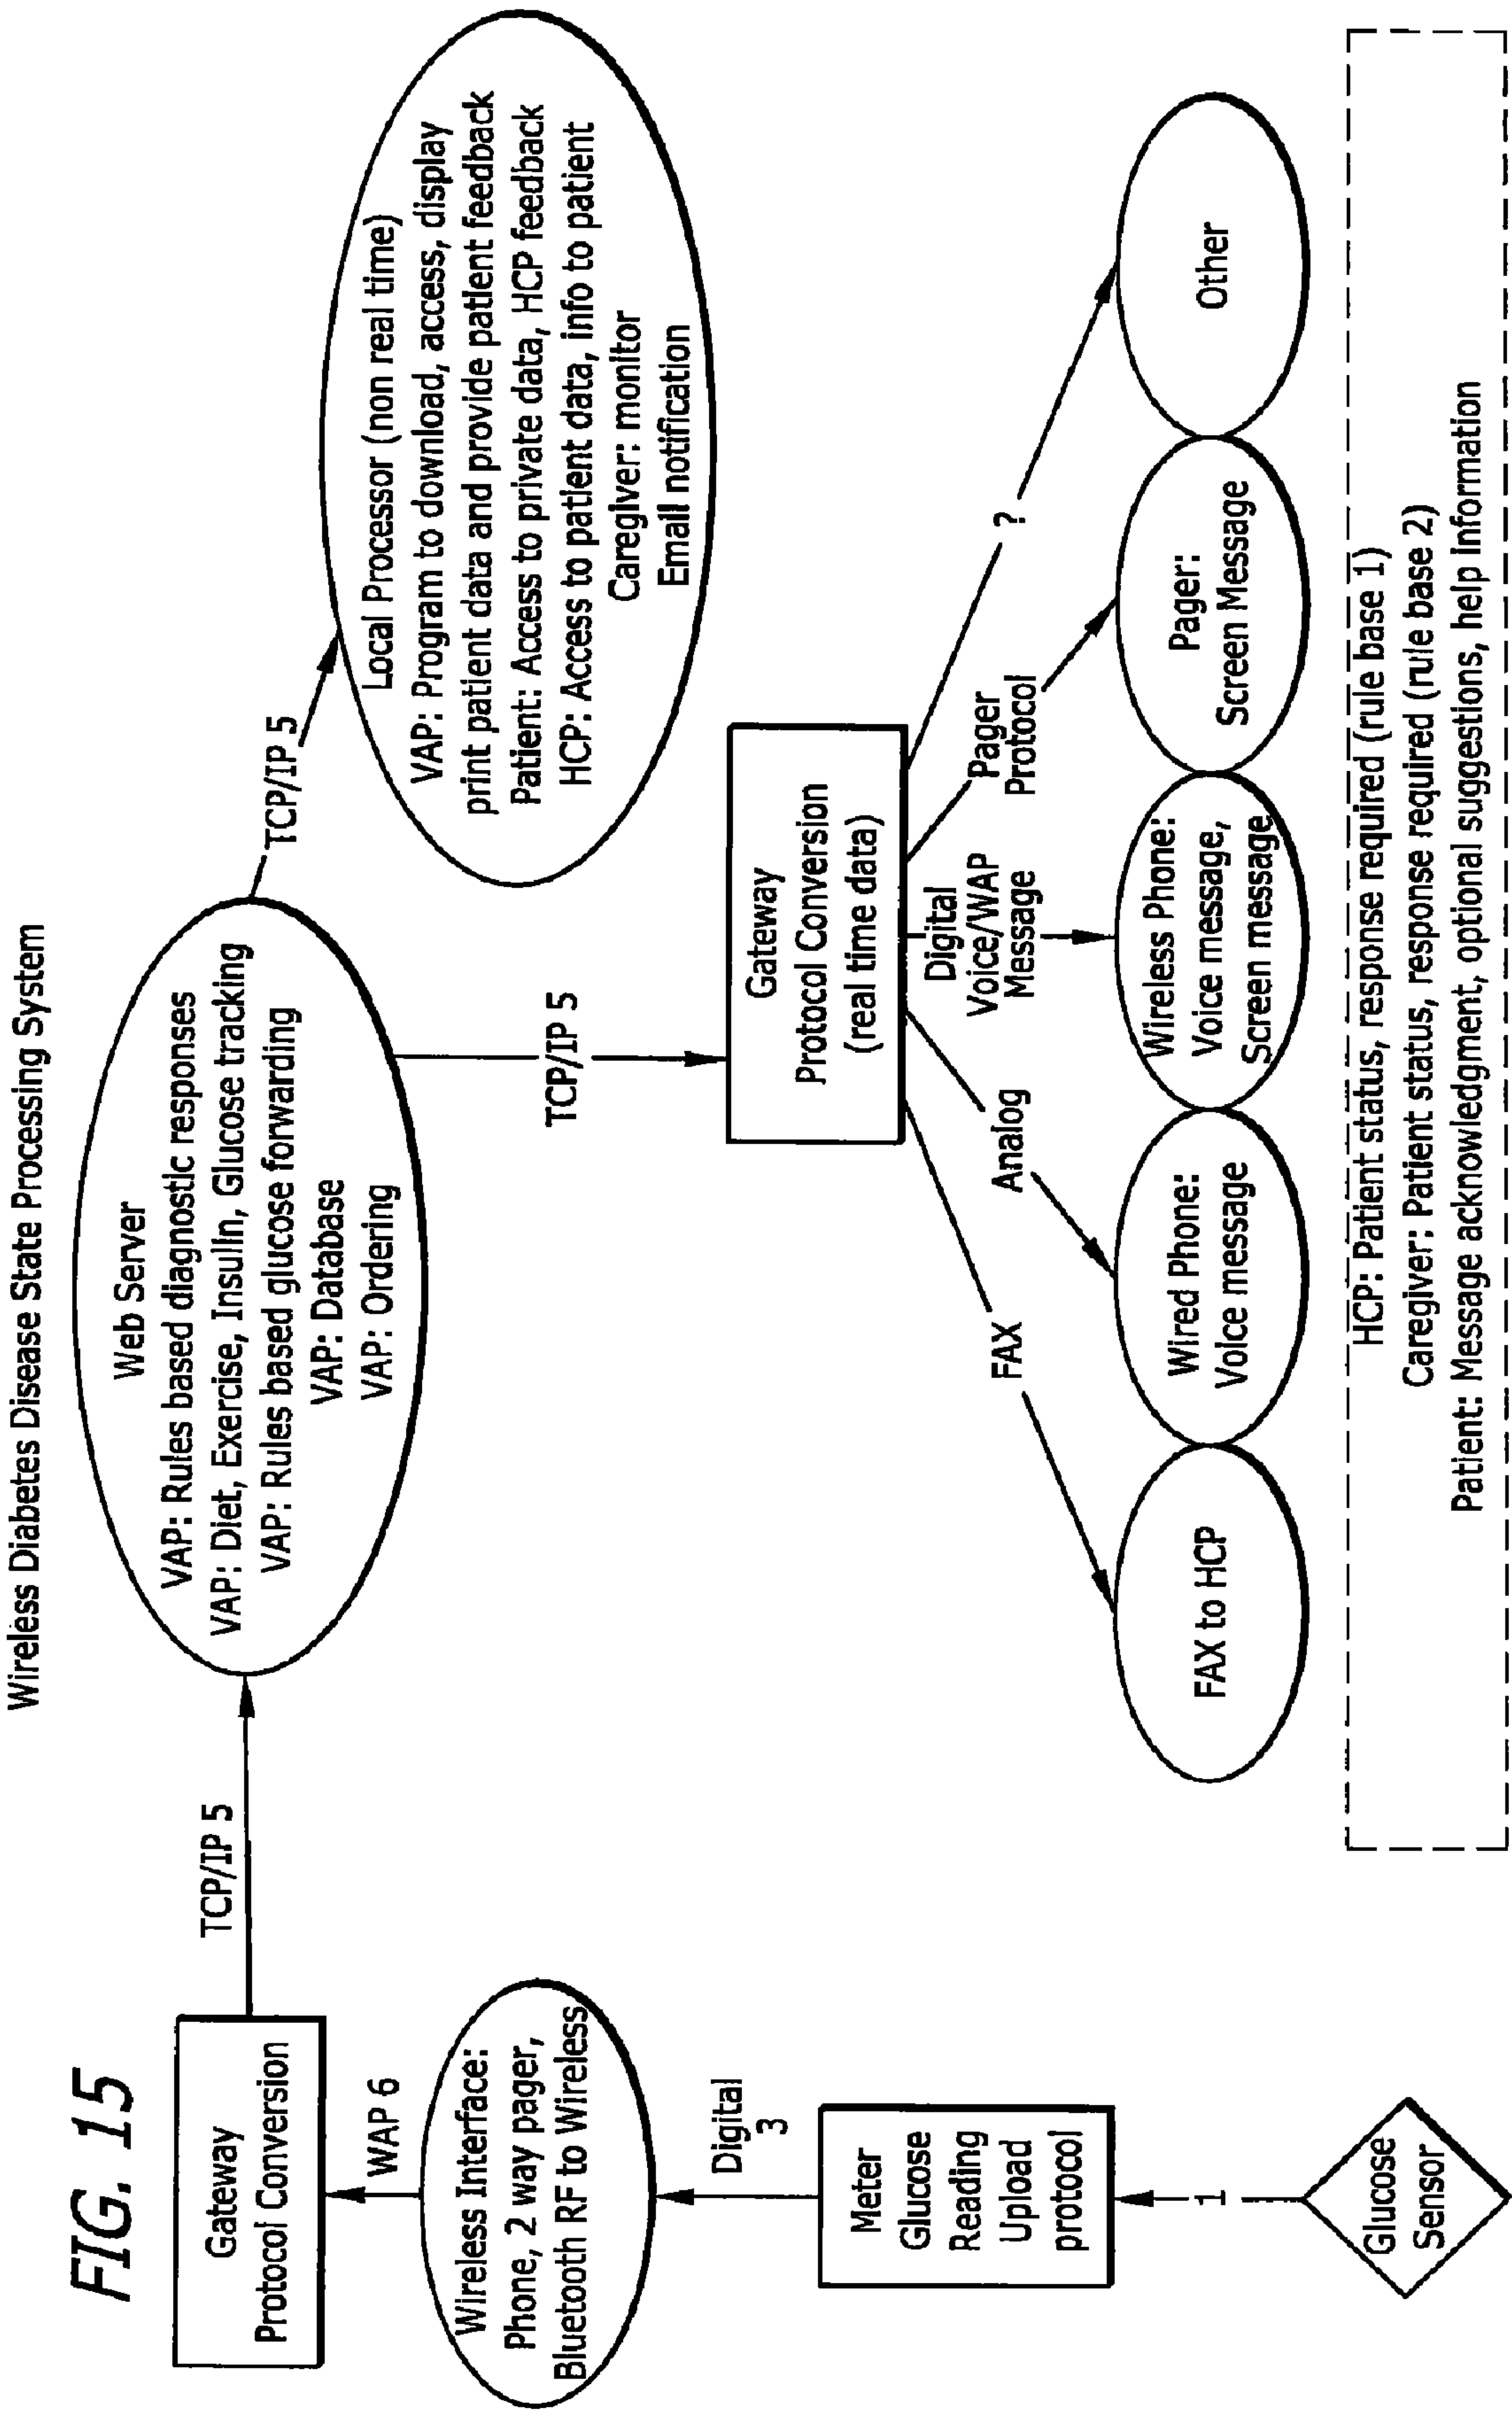 Wireless Diabetes Disease State Processing System
FIG. 15
Gateway
Protocol Conversion
TCP/IP 5
Web Server
VAP: Rules based diagnostic responses
VAP: Diet, Exercise, Insulin, Glucose tracking
VAP: Rules based glucose forwarding
VAP: Database
VAP: Ordering
TCP/IP 5
Local Processor (non real time)
VAP: Program to download, access, display
print patient data and provide patient feedback
Patient: Access to private data, HCP feedback
HCP: Access to patient data, info to patient
Caregiver: monitor
Email notification
WAP 6
Wireless Interface:
Phone, 2 way pager,
Bluetooth RF to Wireless
Digital
3
Meter
Glucose
Reading
Upload
protocol
1
Glucose
Sensor
TCP/IP 5
Gateway
Protocol Conversion
(real time data)
FAX
Analog
Digital
Voice/WAP
Message
Pager
Protocol
?
FAX to HCP
Wired Phone:
Voice message
Wireless Phone:
Voice message,
Screen message
Pager:
Screen Message
Other
HCP: Patient status, response required (rule base 1)
Caregiver: Patient status, response required (rule base 2)
Patient: Message acknowledgment, optional suggestions, help information